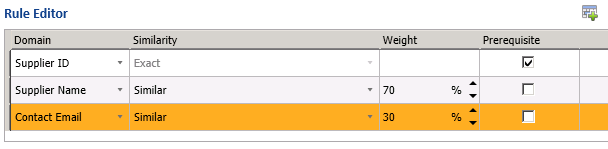 Rule Editor
Domain Similarity Weight Prerequisite
Supplier ID Exact
Supplier Name Similar 70 %
Contact Email Similar 30 %